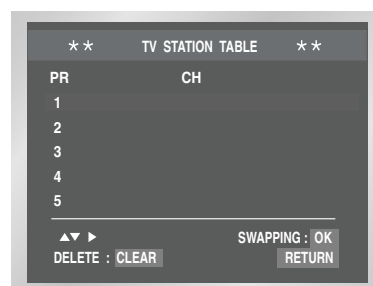 ** TV STATION TABLE **
PR CH
1
2
3
4
5
▲▼ ▶ SWAPPING : OK
DELETE : CLEAR RETURN